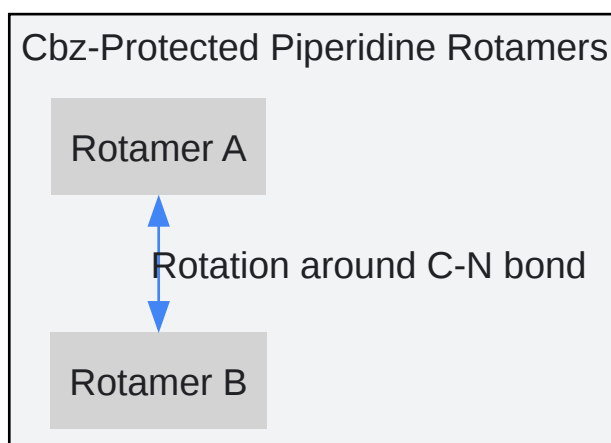 Cbz-Protected Piperidine Rotamers
Rotamer A
Rotation around C-N bond
Rotamer B